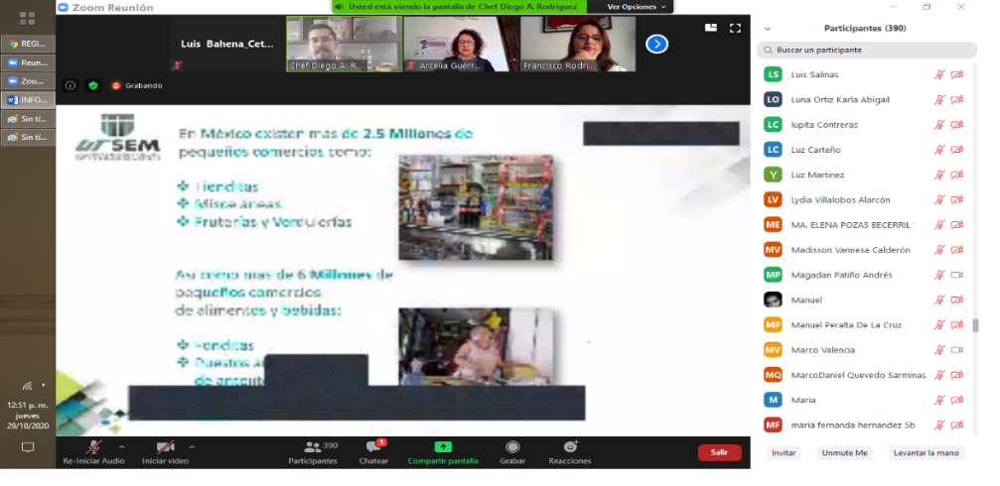 Zoom Reunión
Usted está viendo la pantalla de Chef Diego A. Rodriguez
Ver Opciones
REGI...
Reun...
Zoo...
INFO...
Sin tí...
Sin tí...
12:51 p. m.
jueves
29/10/2020
Luis Bahena_Cet...
Chef Diego A. R...
Arcelia Guerr...
Francisco Rodrí...
Grabando
UTSEM
En México existen mas de 2.5 Millones de
pequeños comercios como:
Tienditas
Misceláneas
Fruterías y Verdulerías
Así como mas de 6 Millones de
pequeños comercios
de alimentos y bebidas:
Fonditas
Puestos
de
Re-Iniciar Audio
Iniciar video
390
Participantes
1
Chatear
Compartir pantalla
Grabar
Reacciones
Salir
Participantes (390)
Buscar un participante
LS Luis Salinas
LO Luna Ortiz Karla Abigail
LC lupita Contreras
LC Luz Carteño
Y Luz Martinez
LV Lydia Villalobos Alarcón
ME MA. ELENA POZAS BECERRIL
MV Madisson Vannesa Calderón
MP Magadan Patiño Andrés
Manuel
MP Manuel Peralta De La Cruz
MV Marco Valencia
MQ MarcoDaniel Quevedo Sarminas
M Maria
MF maria fernanda hernandez 5b
Invitar
Unmute Me
Levantar la mano